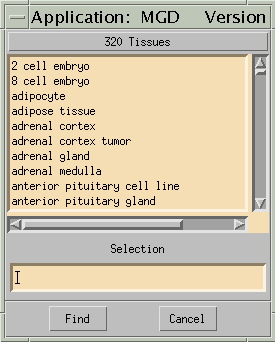 Application: MGD Version
320 Tissues
2 cell embryo
8 cell embryo
adipocyte
adipose tissue
adrenal cortex
adrenal cortex tumor
adrenal gland
adrenal medulla
anterior pituitary cell line
anterior pituitary gland
Selection
Find Cancel